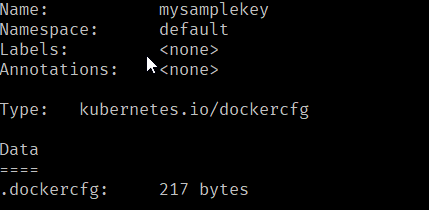 Name: mysamplekey
Namespace: default
Labels: <none>
Annotations: <none>
Type: kubernetes.io/dockercfg
Data
====
.dockercfg: 217 bytes